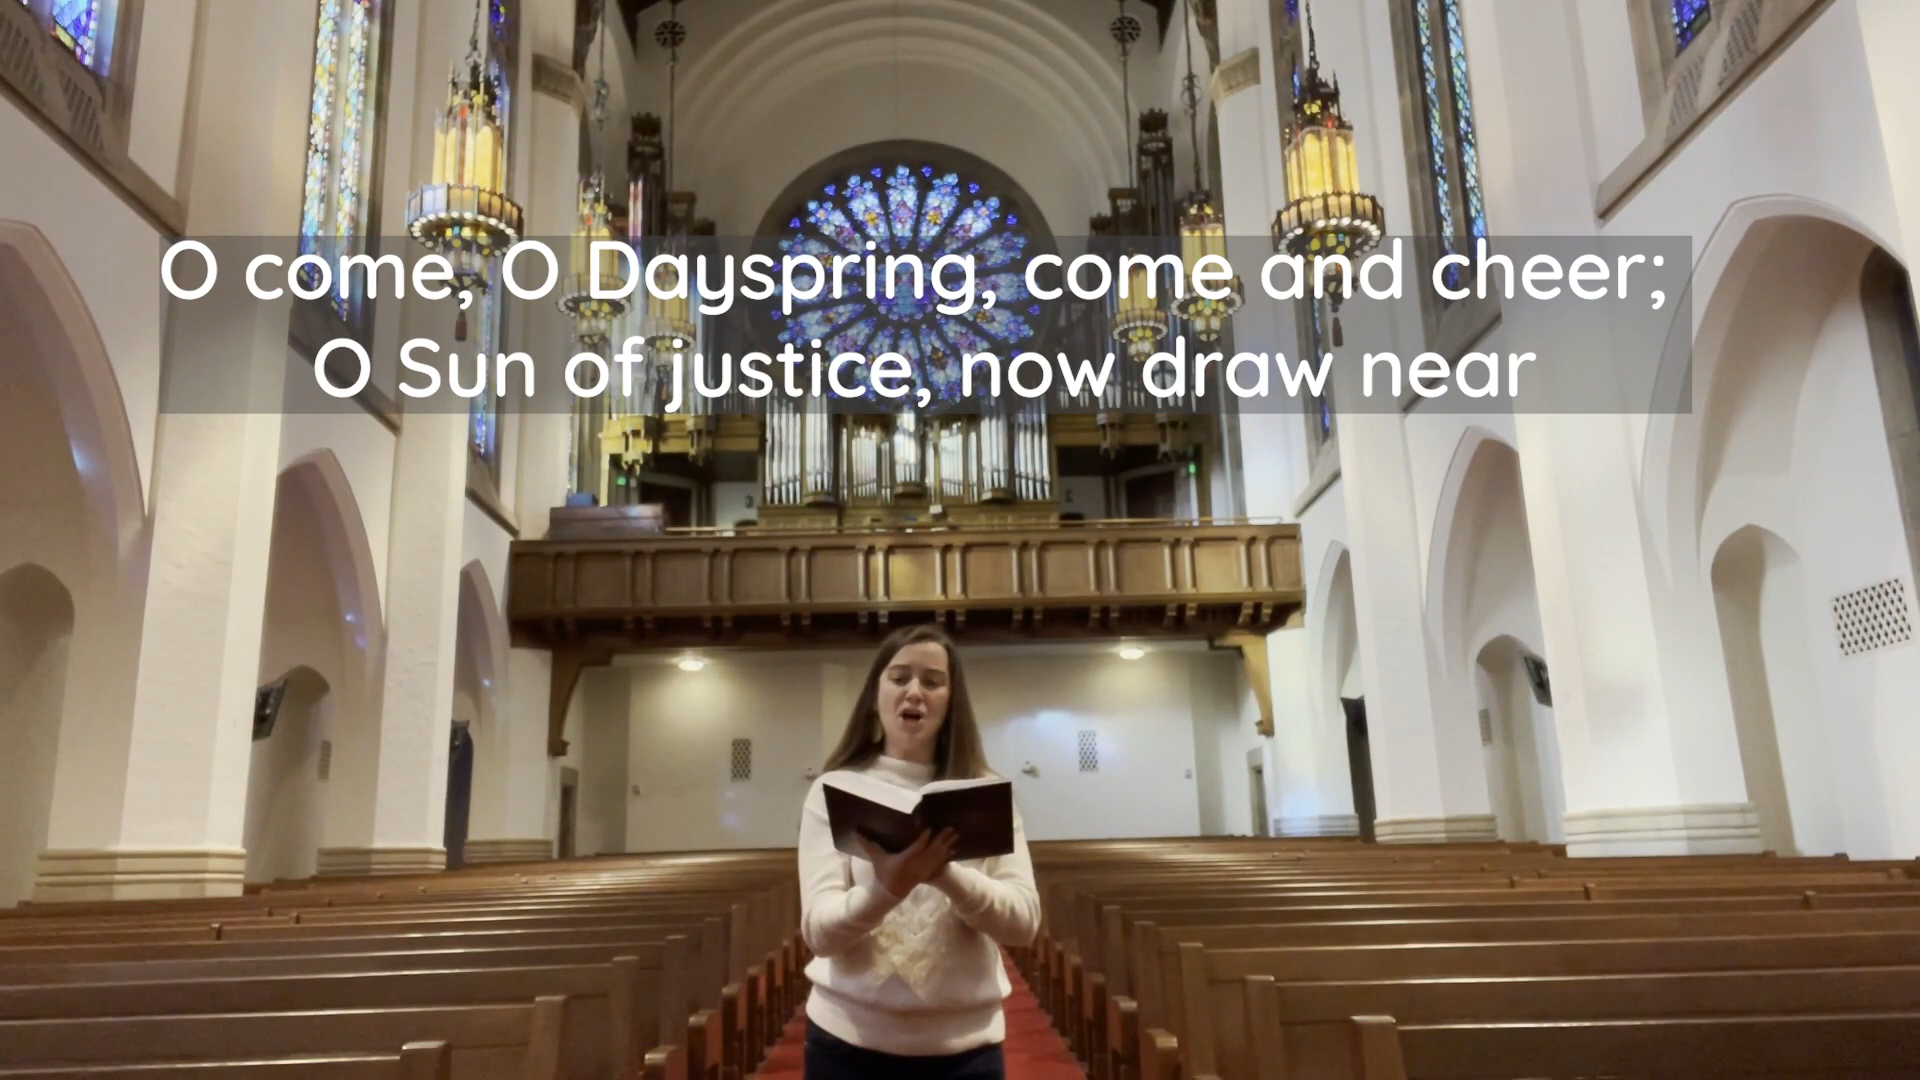 O come, O Dayspring, come and cheer;
O Sun of justice, now draw near